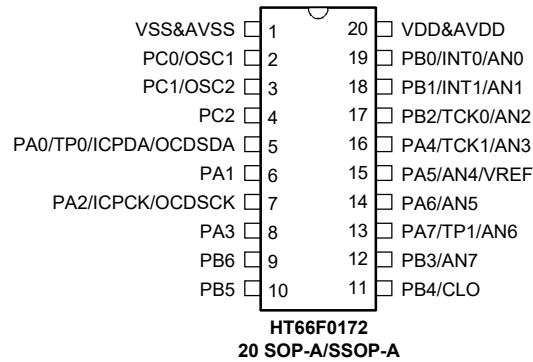 VSS&AVSS 1 20 VDD&AVDD
PC0/OSC1 2 19 PB0/INT0/AN0
PC1/OSC2 3 18 PB1/INT1/AN1
PC2 4 17 PB2/TCK0/AN2
PA0/TP0/ICPDA/OCDSDA 5 16 PA4/TCK1/AN3
PA1 6 15 PA5/AN4/VREF
PA2/ICPCK/OCDSCK 7 14 PA6/AN5
PA3 8 13 PA7/TP1/AN6
PB6 9 12 PB3/AN7
PB5 10 11 PB4/CLO
HT66F0172
20 SOP-A/SSOP-A